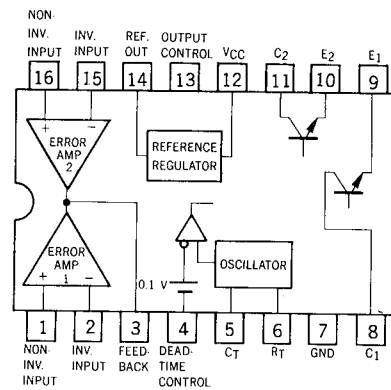 NON-
INV. INPUT
INV. INPUT
REF. OUT
OUTPUT CONTROL
VCC
C2
E2
E1
16
15
14
13
12
11
10
9
ERROR AMP 2
+
−
REFERENCE REGULATOR
ERROR AMP 1
+
−
0.1 V
OSCILLATOR
1
2
3
4
5
6
7
8
NON-
INV. INPUT
INV. INPUT
FEED-
BACK
DEAD-
TIME
CONTROL
CT
RT
GND
C1